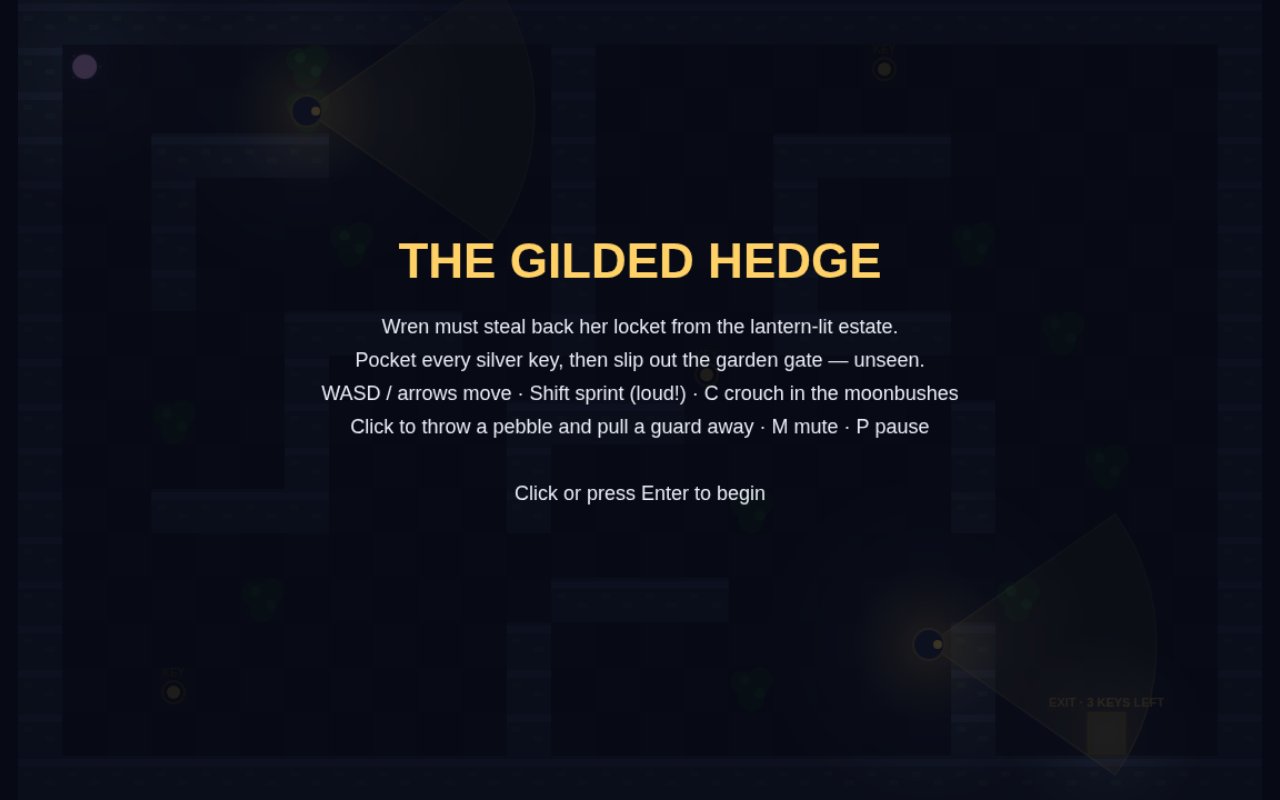 KEY
THE GILDED HEDGE
Wren must steal back her locket from the lantern-lit estate.
Pocket every silver key, then slip out the garden gate — unseen.
WASD / arrows move · Shift sprint (loud!) · C crouch in the moonbushes
Click to throw a pebble and pull a guard away · M mute · P pause
Click or press Enter to begin
KEY
EXIT · 3 KEYS LEFT